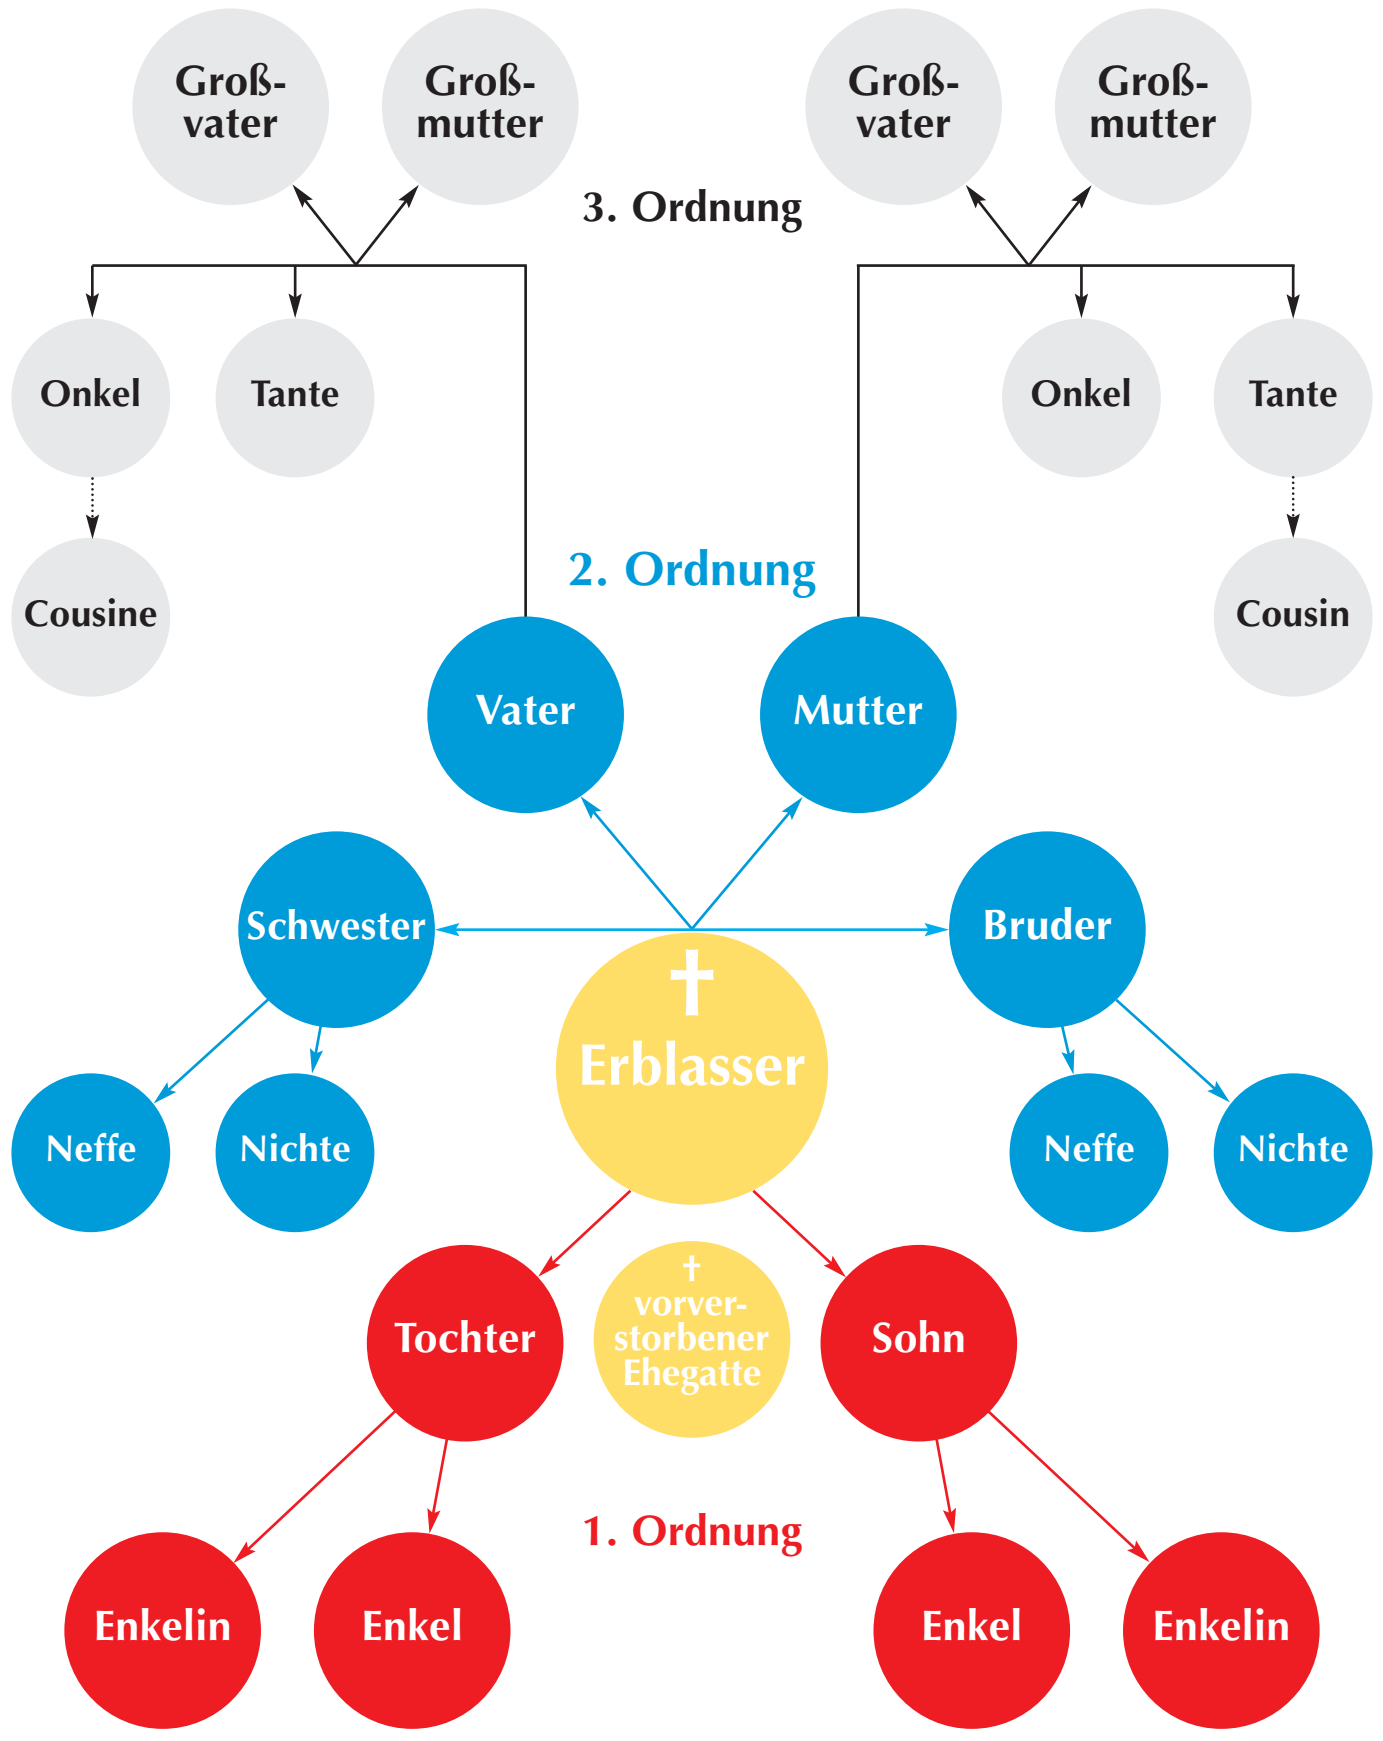 Groß-
vater
Groß-
mutter
Groß-
vater
Groß-
mutter
3. Ordnung
Onkel
Tante
Onkel
Tante
2. Ordnung
Cousine
Cousin
Vater
Mutter
Schwester
Bruder
Erblasser
Neffe
Nichte
Neffe
Nichte
Tochter
vorver-
storbener
Ehegatte
Sohn
1. Ordnung
Enkelin
Enkel
Enkel
Enkelin